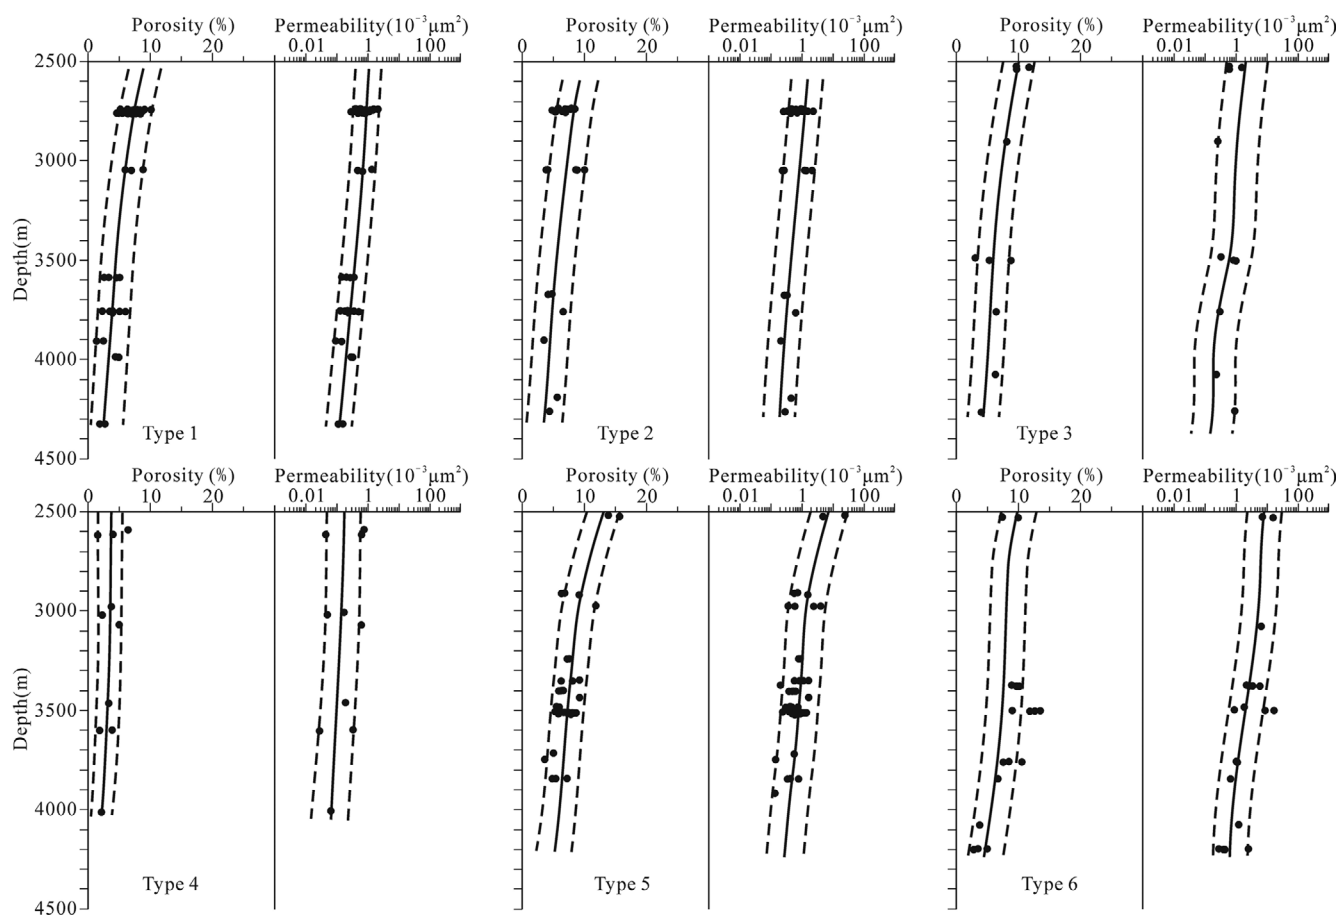 Porosity (%) Permeability(10⁻³μm²) Porosity (%) Permeability(10⁻³μm²) Porosity (%) Permeability(10⁻³μm²)
0 10 20 0.01 1 100 0 10 20 0.01 1 100 0 10 20 0.01 1 100
2500
3000
Depth(m)
3500
4000
Type 1 Type 2 Type 3
4500
Porosity (%) Permeability(10⁻³μm²) Porosity (%) Permeability(10⁻³μm²) Porosity (%) Permeability(10⁻³μm²)
0 10 20 0.01 1 100 0 10 20 0.01 1 100 0 10 20 0.01 1 100
2500
3000
Depth(m)
3500
4000
Type 4 Type 5 Type 6
4500